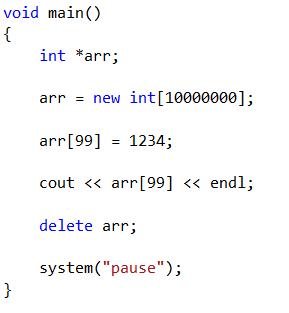 void main()
{
    int *arr;
    arr = new int[10000000];
    arr[99] = 1234;
    cout << arr[99] << endl;
    delete arr;
    system("pause");
}